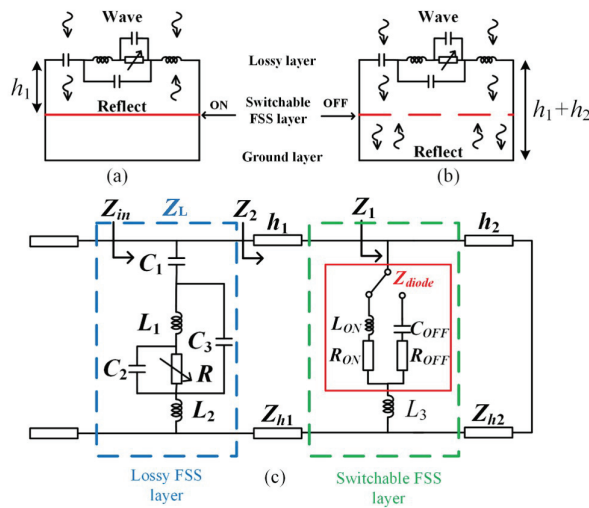 (a)
(b)
Wave
Wave
Lossy layer
h1
Reflect
ON
Switchable
FSS layer
OFF
h1+h2
Ground layer
Reflect
(a)
(b)
Zin
ZL
Z2
h1
Z1
h2
C1
Zdiode
L1
C3
LON
COFF
C2
R
RON
ROFF
L2
L3
Zh1
Zh2
Lossy FSS
layer
(c)
Switchable FSS
layer